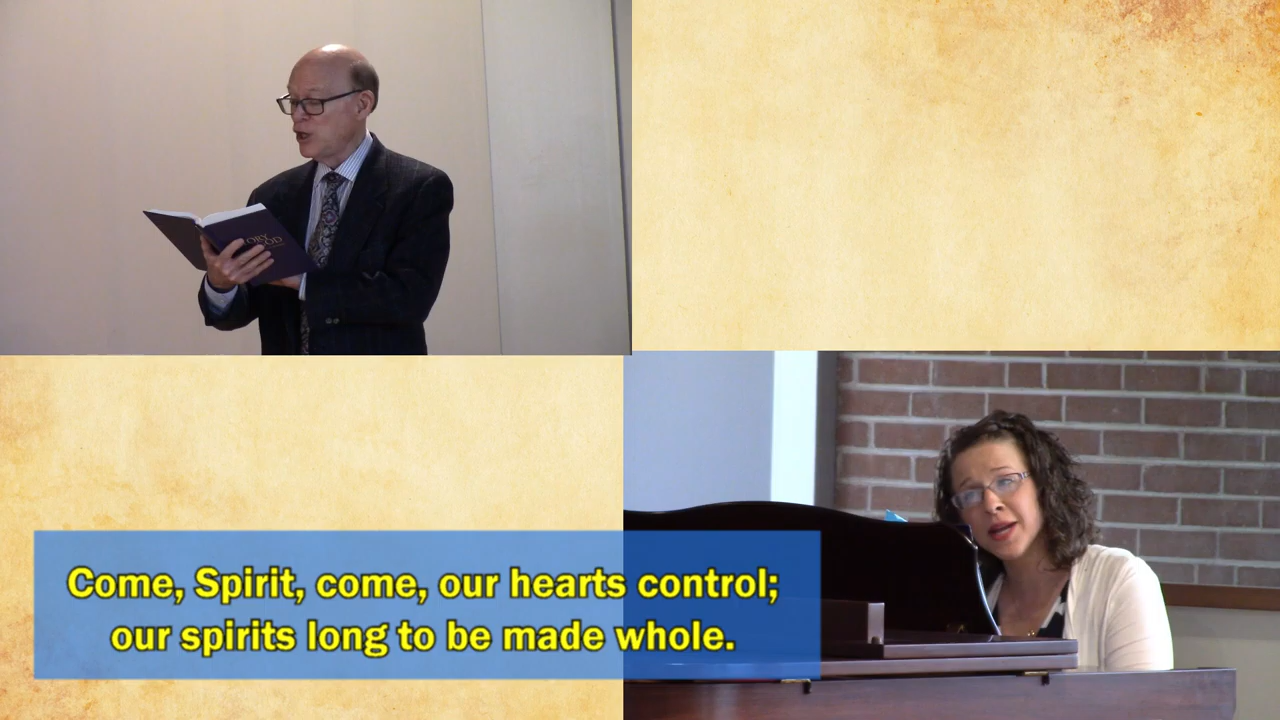 Come, Spirit, come, our hearts control;
our spirits long to be made whole.